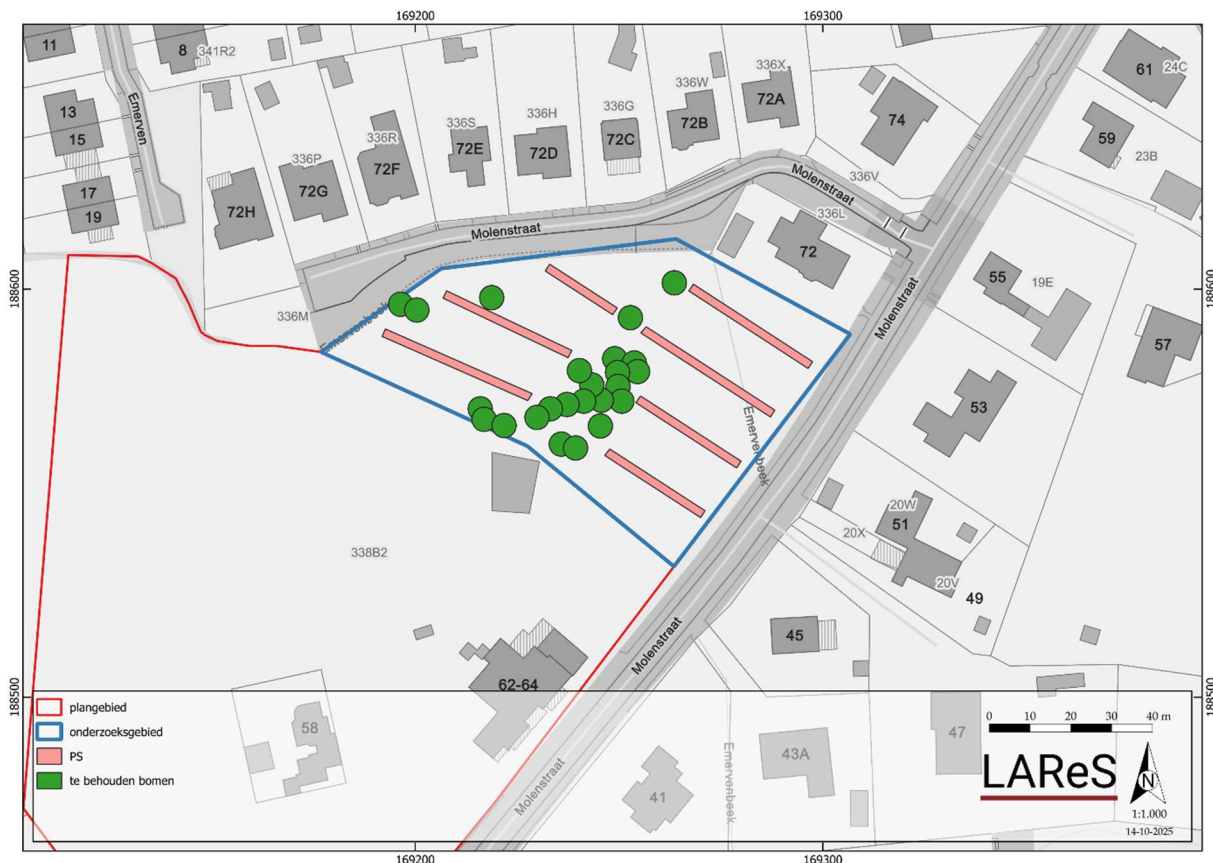 169200
169300
11
8
341R2
336X
24C
61
336W
336G
72A
13
336H
74
59
Emerven
15
336R
336S
72B
72C
72E
72D
23B
336P
72F
17
72G
Molenstraat
336V
19
72H
336L
Molenstraat
72
55
19E
188600
188600
Molenstraat
336M
Emervenbeek
57
53
Emervenbeek
20W
51
20X
338B2
20V
49
45
Molenstraat
62-64
188500
188500
plangebied
58
0 10 20 30 40 m
onderzoeksgebied
47
43A
PS
LAReS
Emervenbeek
N
te behouden bomen
Molenstraat
41
1:1.000
14-10-2025
169200
169300